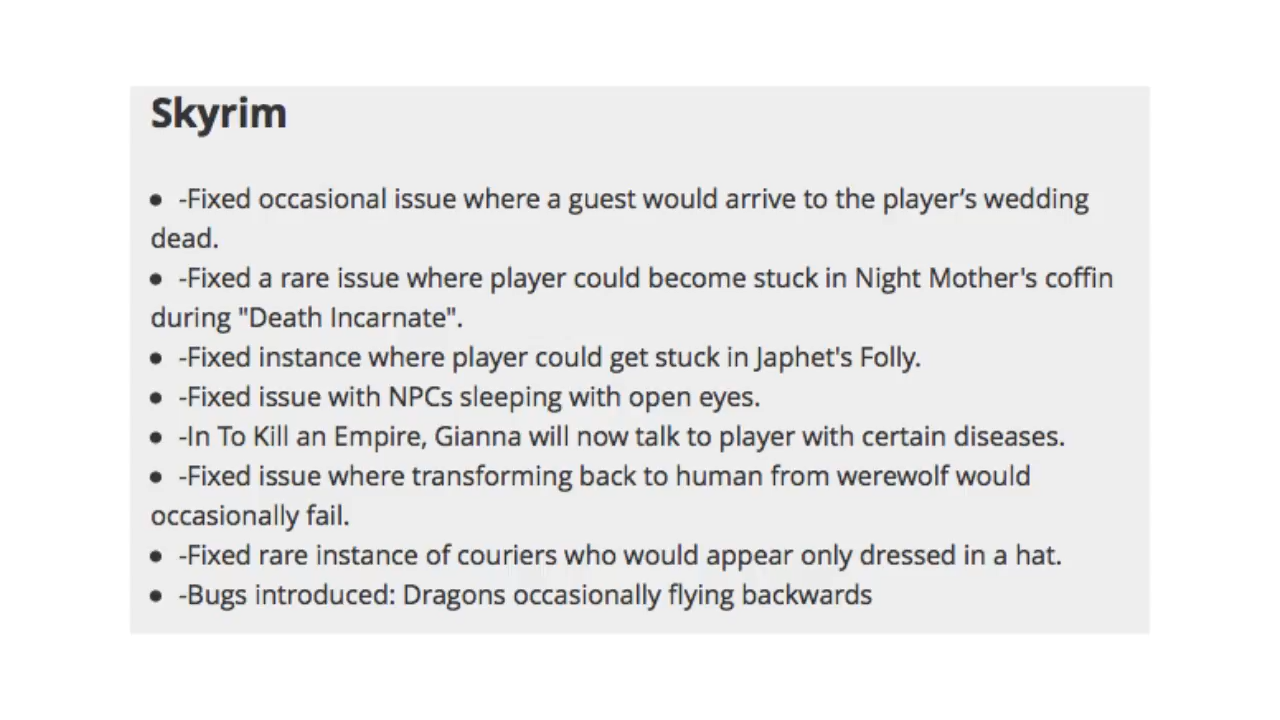 Skyrim
• -Fixed occasional issue where a guest would arrive to the player’s wedding
dead.
• -Fixed a rare issue where player could become stuck in Night Mother's coffin
during "Death Incarnate".
• -Fixed instance where player could get stuck in Japhet's Folly.
• -Fixed issue with NPCs sleeping with open eyes.
• -In To Kill an Empire, Gianna will now talk to player with certain diseases.
• -Fixed issue where transforming back to human from werewolf would
occasionally fail.
• -Fixed rare instance of couriers who would appear only dressed in a hat.
• -Bugs introduced: Dragons occasionally flying backwards